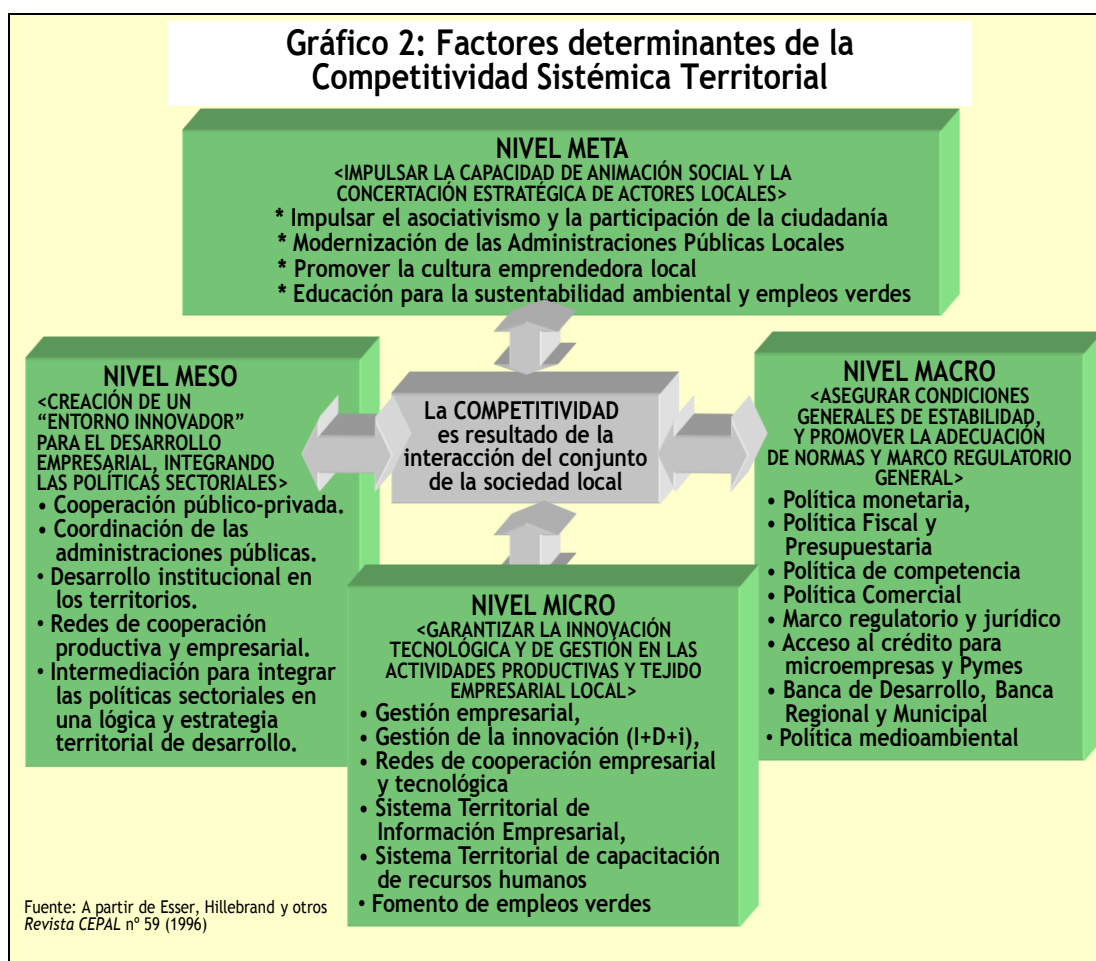 Gráfico 2: Factores determinantes de la
Competitividad Sistémica Territorial
NIVEL META
<IMPULSAR LA CAPACIDAD DE ANIMACIÓN SOCIAL Y LA
CONCERTACIÓN ESTRATÉGICA DE ACTORES LOCALES>
* Impulsar el asociativismo y la participación de la ciudadanía
* Modernización de las Administraciones Públicas Locales
* Promover la cultura emprendedora local
* Educación para la sustentabilidad ambiental y empleos verdes
NIVEL MESO
<CREACIÓN DE UN
“ENTORNO INNOVADOR”
PARA EL DESARROLLO
EMPRESARIAL, INTEGRANDO
LAS POLÍTICAS SECTORIALES>
• Cooperación público-privada.
• Coordinación de las
administraciones públicas.
• Desarrollo institucional en
los territorios.
• Redes de cooperación
productiva y empresarial.
• Intermediación para integrar
las políticas sectoriales en
una lógica y estrategia
territorial de desarrollo.
La COMPETITIVIDAD
es resultado de la
interacción del conjunto
de la sociedad local
NIVEL MACRO
<ASEGURAR CONDICIONES
GENERALES DE ESTABILIDAD,
Y PROMOVER LA ADECUACIÓN
DE NORMAS Y MARCO REGULATORIO
GENERAL>
• Política monetaria,
• Política Fiscal y
Presupuestaria
• Política de competencia
• Política Comercial
• Marco regulatorio y jurídico
• Acceso al crédito para
microempresas y Pymes
• Banca de Desarrollo, Banca
Regional y Municipal
• Política medioambiental
NIVEL MICRO
<GARANTIZAR LA INNOVACIÓN
TECNOLÓGICA Y DE GESTIÓN EN LAS
ACTIVIDADES PRODUCTIVAS Y TEJIDO
EMPRESARIAL LOCAL>
• Gestión empresarial,
• Gestión de la innovación (I+D+i),
• Redes de cooperación empresarial
y tecnológica
• Sistema Territorial de
Información Empresarial,
• Sistema Territorial de capacitación
de recursos humanos
• Fomento de empleos verdes
Fuente: A partir de Esser, Hillebrand y otros
Revista CEPAL nº 59 (1996)